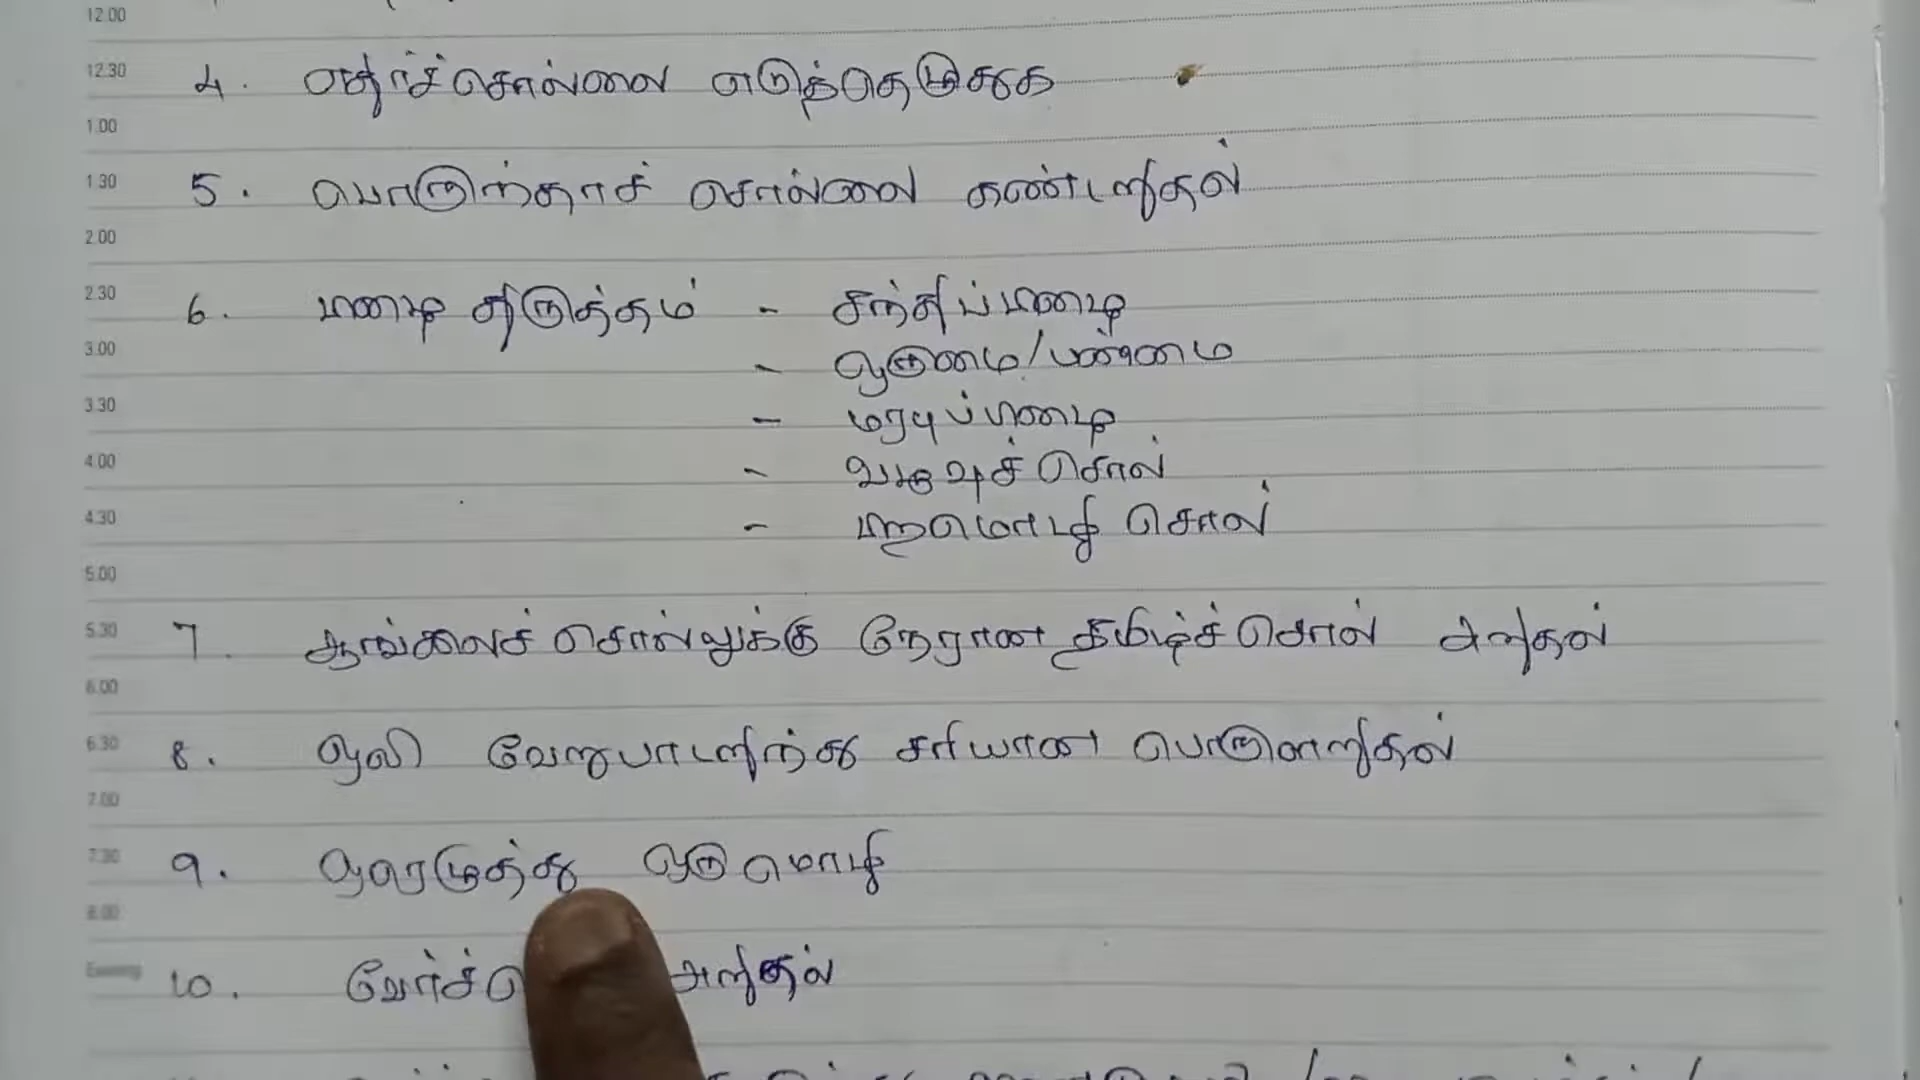 12.00
12.30 4. எதிர்ச்சொல்லை எடுத்தெழுதுக
1.00
1.30 5. பொருந்தாச் சொல்லை கண்டறிதல்
2.00
2.30 6. பிழை திருத்தம் - சந்திப்பிழை
3.00 - ஒருமை/பன்மை
3.30 - மரபுப்பிழை
4.00 - வழுவுச் சொல்
4.30 - பிறமொழி சொல்
5.00
5.30 7. ஆங்கிலச் சொல்லுக்கு நேரான தமிழ்ச் சொல் அறிதல்
6.00
6.30 8. ஒலி வேறுபாடறிந்து சரியான பொருளறிதல்
7.00
7.30 9. ஓரெழுத்து ஒரு மொழி
8.00
Evening 10. அறிதல்